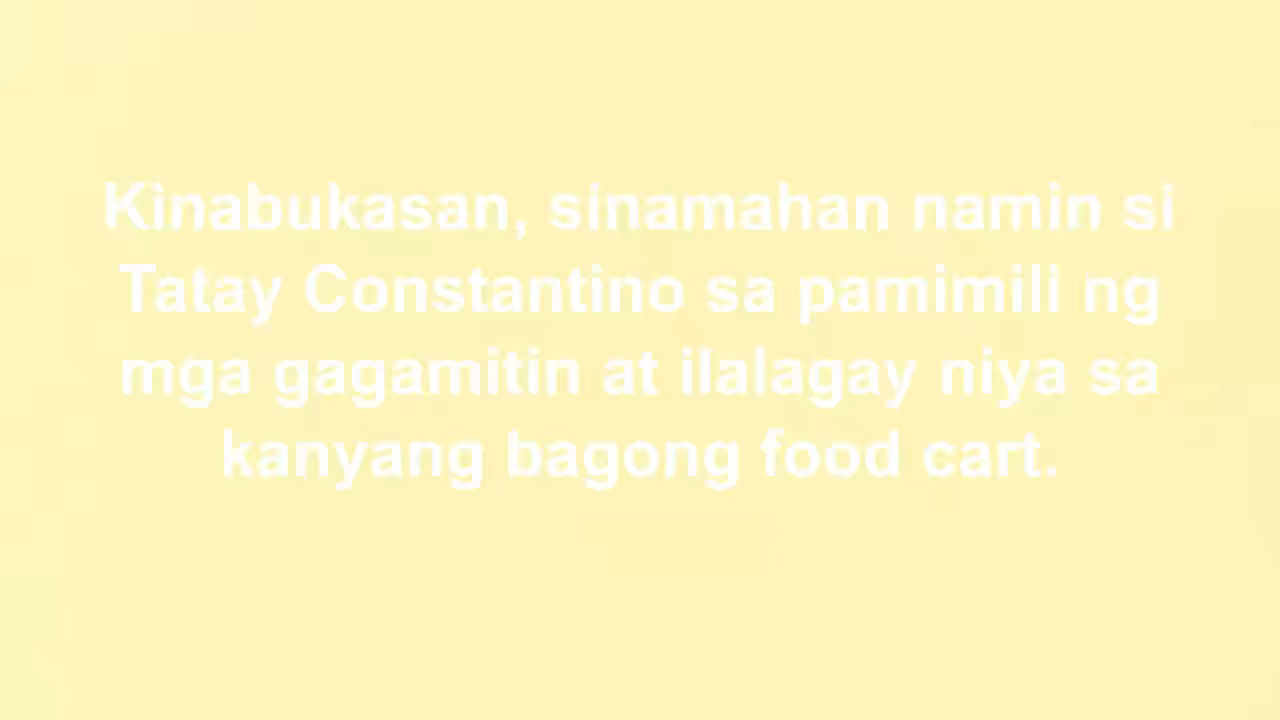 Kinabukasan, sinamahan namin si
Tatay Constantino sa pamimili ng
mga gagamitin at ilalagay niya sa
kanyang bagong food cart.